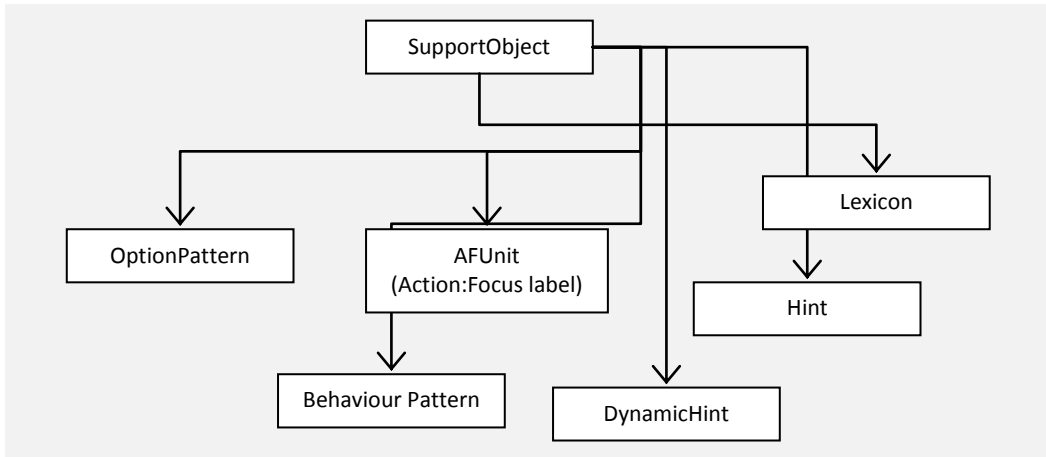 SupportObject
Lexicon
OptionPattern
AFUnit
(Action:Focus label)
Hint
Behaviour Pattern
DynamicHint